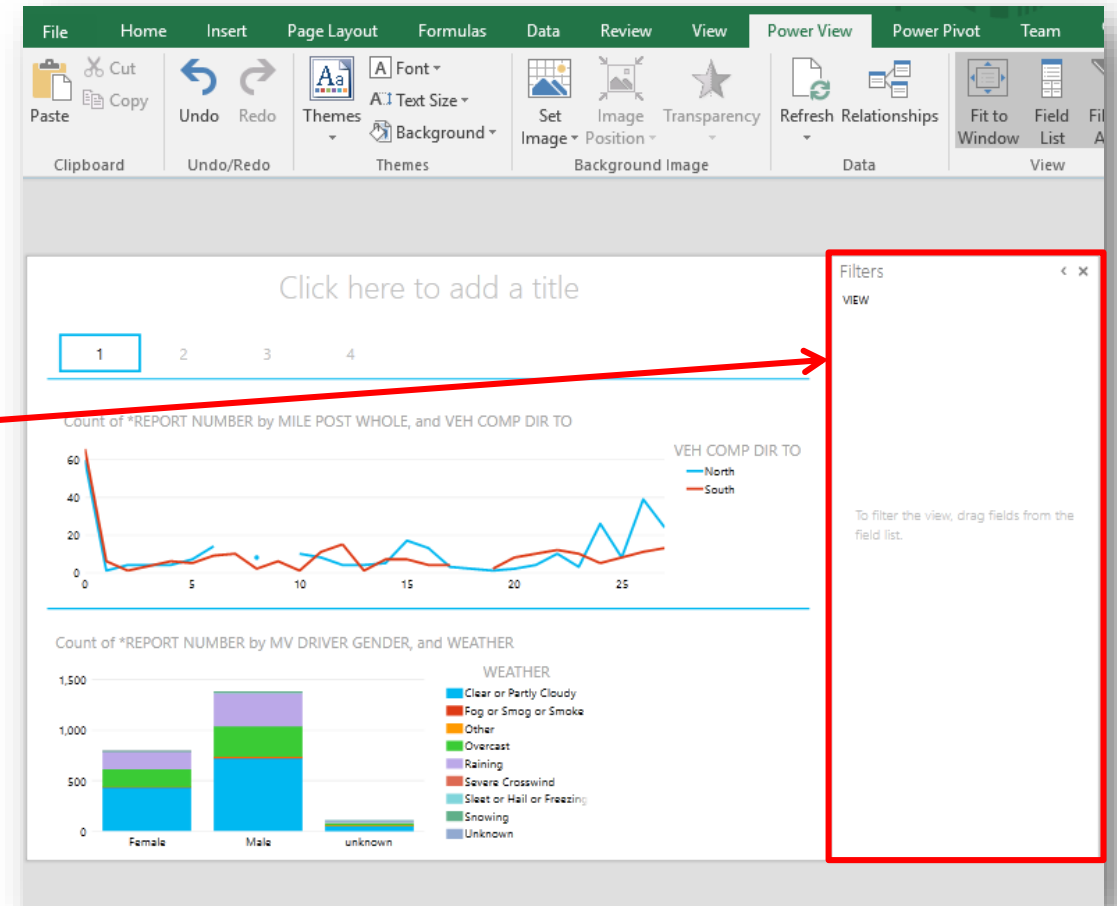 File Home Insert Page Layout Formulas Data Review View Power View Power Pivot Team
Paste
Cut
Copy
Clipboard
Undo Redo
Undo/Redo
Aa
Themes
A Font
A Text Size
Background
Themes
Set Image
Image Position
Transparency
Background Image
Refresh Relationships
Data
Fit to Window
Field List
View
Click here to add a title
1 2 3 4
Count of *REPORT NUMBER by MILE POST WHOLE, and VEH COMP DIR TO
VEH COMP DIR TO
North
South
60
40
20
0
0 5 10 15 20 25
Count of *REPORT NUMBER by MV DRIVER GENDER, and WEATHER
WEATHER
Clear or Partly Cloudy
Fog or Smog or Smoke
Other
Overcast
Raining
Severe Crosswind
Sleet or Hail or Freezing
Snowing
Unknown
1,500
1,000
500
0
Female Male unknown
Filters
VIEW
To filter the view, drag fields from the
field list.